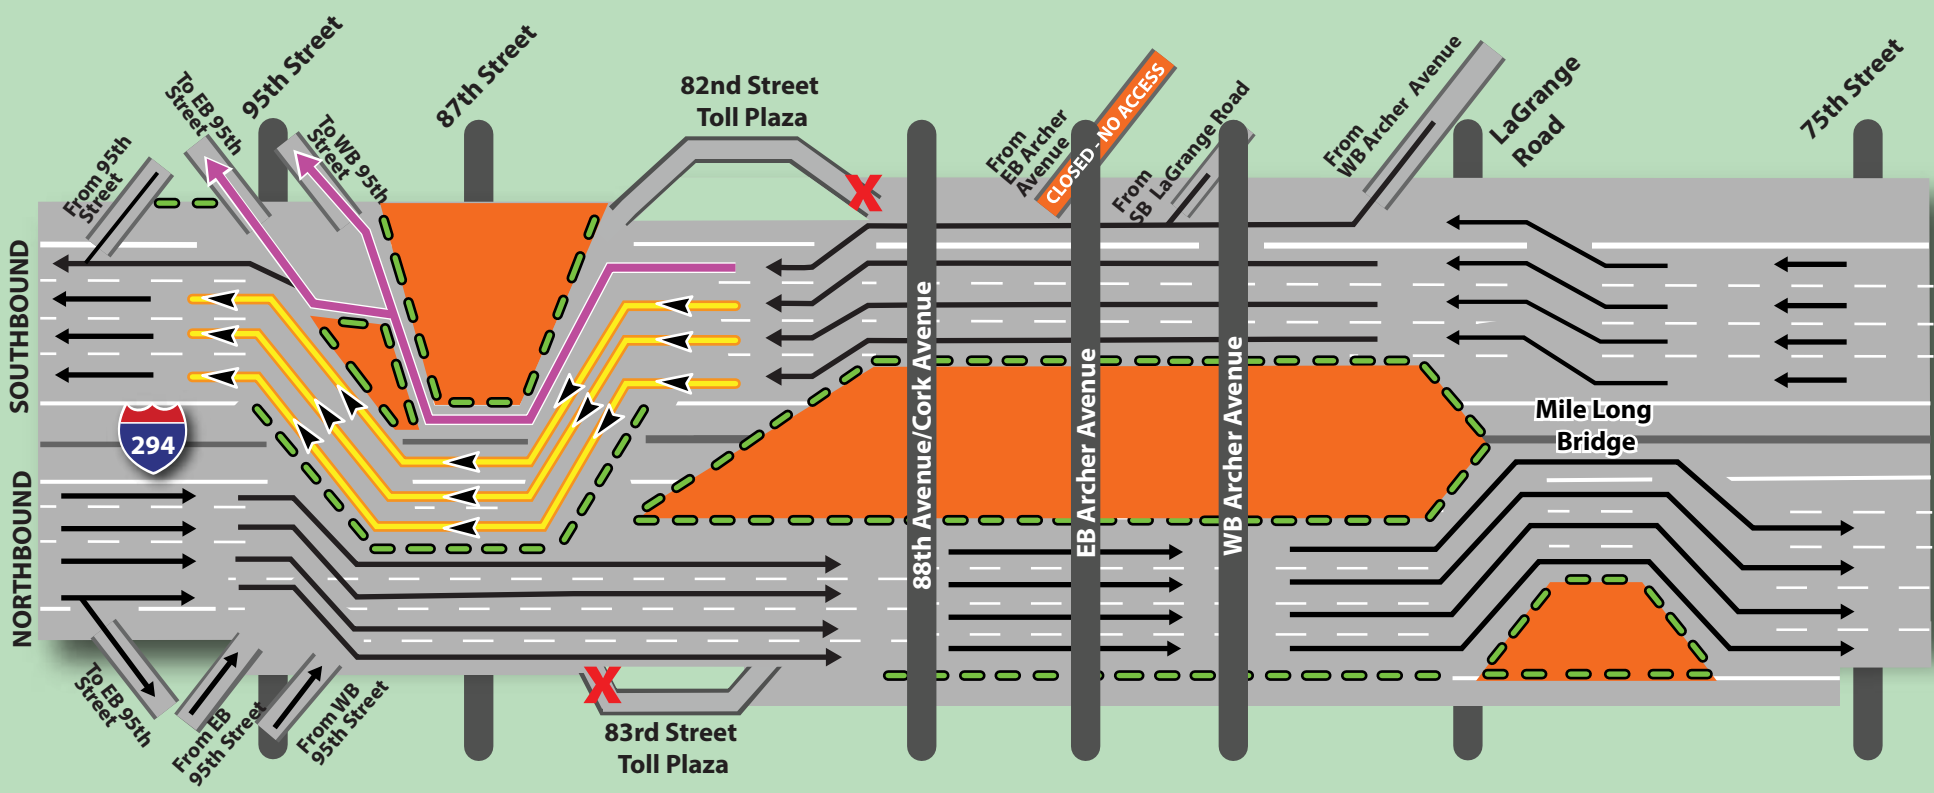 95th Street
87th Street
82nd Street
Toll Plaza
To EB 95th
Street
To WB 95th
Street
From 95th
Street
From
EB Archer
Avenue
CLOSED - NO ACCESS
From
SB LaGrange Road
From
WB Archer Avenue
LaGrange
Road
75th Street
SOUTHBOUND
NORTHBOUND
294
88th Avenue/Cork Avenue
EB Archer Avenue
WB Archer Avenue
Mile Long
Bridge
To EB 95th
Street
From EB
95th Street
From WB
95th Street
X
X
83rd Street
Toll Plaza